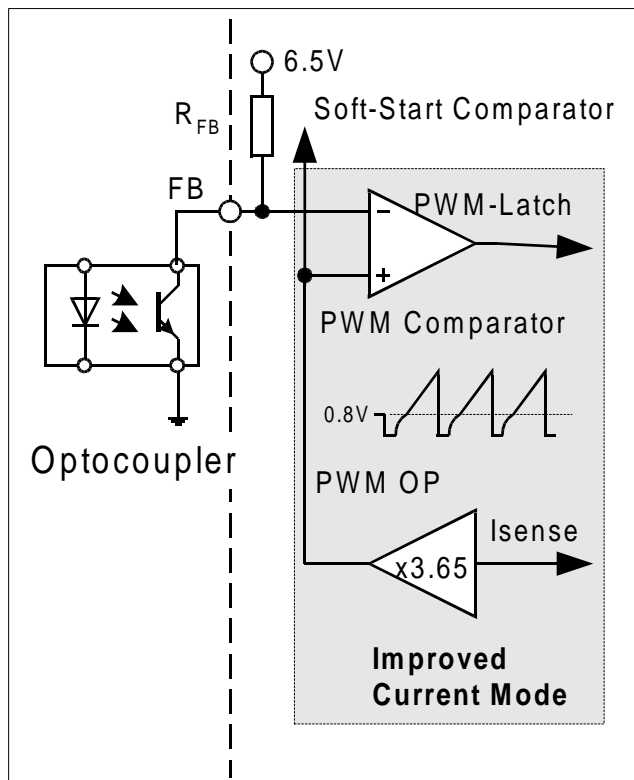 6.5V
RFB
Soft-Start Comparator
FB
PWM-Latch
PWM Comparator
0.8V
Optocoupler
PWM OP
Isense
x3.65
Improved
Current Mode